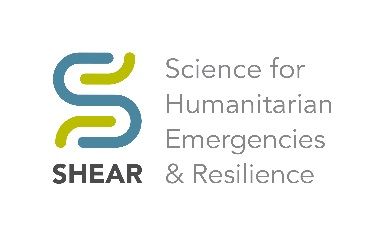 Science for
Humanitarian
Emergencies
& Resilience
SHEAR